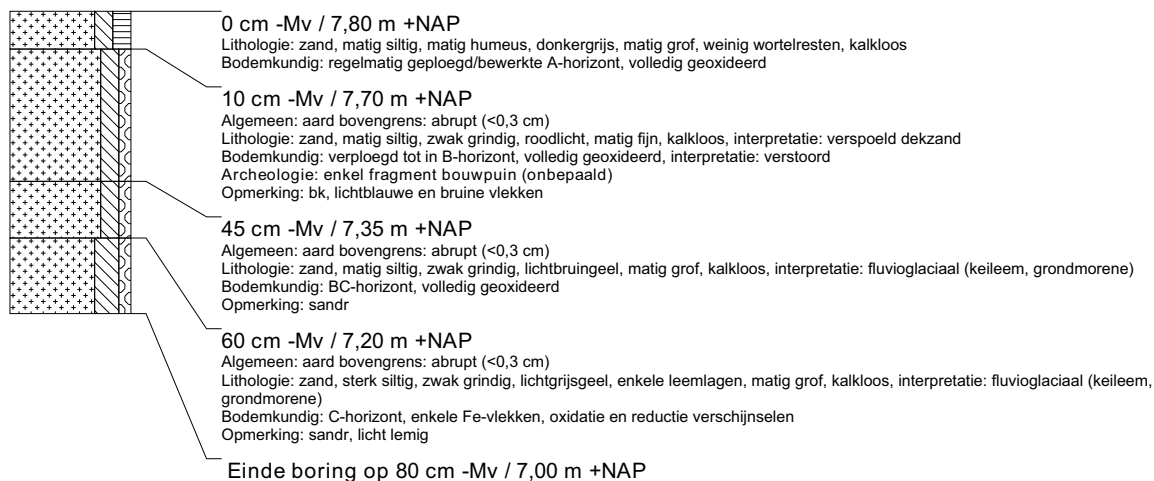 0 cm -Mv / 7,80 m +NAP
Lithologie: zand, matig siltig, matig humeus, donkergrijs, matig grof, weinig wortelresten, kalkloos
Bodemkundig: regelmatig geploegd/bewerkte A-horizont, volledig geoxideerd
10 cm -Mv / 7,70 m +NAP
Algemeen: aard bovengrens: abrupt (<0,3 cm)
Lithologie: zand, matig siltig, zwak grindig, roodlicht, matig fijn, kalkloos, interpretatie: verspoeld dekzand
Bodemkundig: verploegd tot in B-horizont, volledig geoxideerd, interpretatie: verstoord
Archeologie: enkel fragment bouwpuin (onbepaald)
Opmerking: bk, lichtblauwe en bruine vlekken
45 cm -Mv / 7,35 m +NAP
Algemeen: aard bovengrens: abrupt (<0,3 cm)
Lithologie: zand, matig siltig, zwak grindig, lichtbruingeel, matig grof, kalkloos, interpretatie: fluvioglaciaal (keileem, grondmorene)
Bodemkundig: BC-horizont, volledig geoxideerd
Opmerking: sandr
60 cm -Mv / 7,20 m +NAP
Algemeen: aard bovengrens: abrupt (<0,3 cm)
Lithologie: zand, sterk siltig, zwak grindig, lichtgrijsgeel, enkele leemlagen, matig grof, kalkloos, interpretatie: fluvioglaciaal (keileem,
grondmorene)
Bodemkundig: C-horizont, enkele Fe-vlekken, oxidatie en reductie verschijnselen
Opmerking: sandr, licht lemig
Einde boring op 80 cm -Mv / 7,00 m +NAP